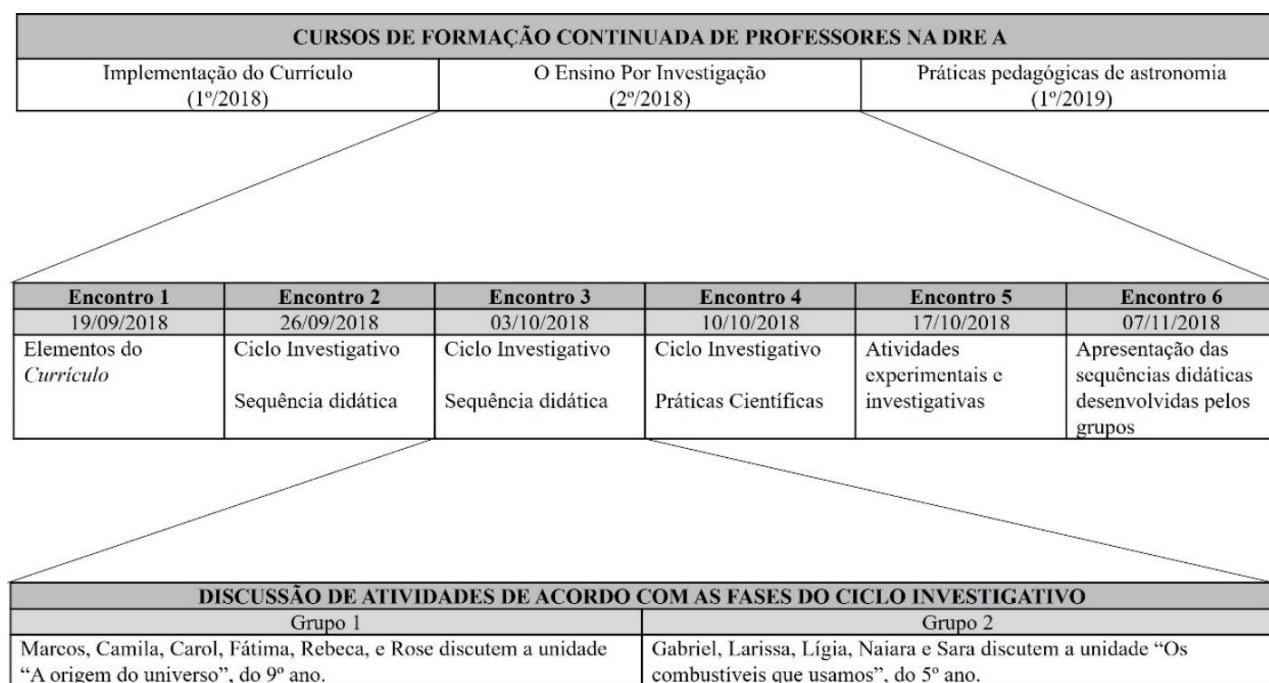 CURSOS DE FORMAÇÃO CONTINUADA DE PROFESSORES NA DRE A
Implementação do Currículo
(1º/2018)
O Ensino Por Investigação
(2º/2018)
Práticas pedagógicas de astronomia
(1º/2019)
Encontro 1
Encontro 2
Encontro 3
Encontro 4
Encontro 5
Encontro 6
19/09/2018
26/09/2018
03/10/2018
10/10/2018
17/10/2018
07/11/2018
Elementos do
Currículo
Ciclo Investigativo
Sequência didática
Ciclo Investigativo
Sequência didática
Ciclo Investigativo
Práticas Científicas
Atividades
experimentais e
investigativas
Apresentação das
sequências didáticas
desenvolvidas pelos
grupos
DISCUSSÃO DE ATIVIDADES DE ACORDO COM AS FASES DO CICLO INVESTIGATIVO
Grupo 1
Grupo 2
Marcos, Camila, Carol, Fátima, Rebeca, e Rose discutem a unidade
“A origem do universo”, do 9º ano.
Gabriel, Larissa, Lígia, Naiara e Sara discutem a unidade “Os
combustíveis que usamos”, do 5º ano.